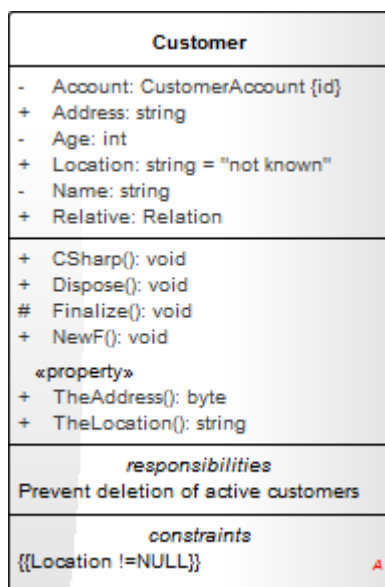 Customer
- Account: CustomerAccount {id}
+ Address: string
- Age: int
+ Location: string = "not known"
- Name: string
+ Relative: Relation
+ CSharp(): void
+ Dispose(): void
# Finalize(): void
+ NewF(): void
«property»
+ TheAddress(): byte
+ TheLocation(): string
responsibilities
Prevent deletion of active customers
constraints
{{Location !=NULL}}
A